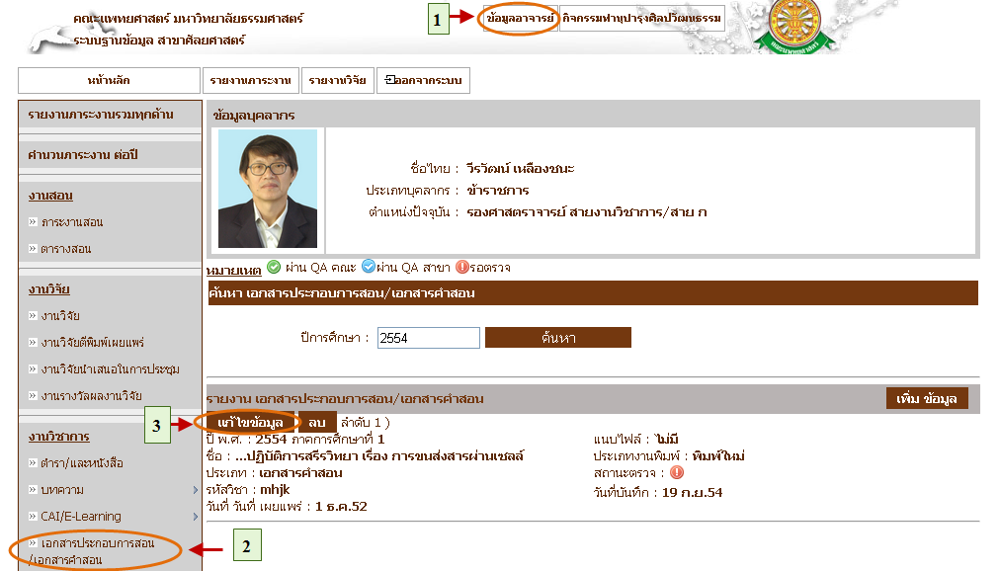 คณะแพทยศาสตร์ มหาวิทยาลัยธรรมศาสตร์
ระบบฐานข้อมูล สาขาศัลยศาสตร์
1
ข้อมูลอาจารย์
กิจกรรมทำนุบำรุงศิลปวัฒนธรรม
หน้าหลัก
รายงานภาระงาน
รายงานวิจัย
ออกจากระบบ
รายงานภาระงานรวมทุกด้าน
คำนวนภาระงาน ต่อปี
งานสอน
ภาระงานสอน
ตารางสอน
งานวิจัย
งานวิจัย
งานวิจัยตีพิมพ์เผยแพร่
งานวิจัยนำเสนอในการประชุม
งานรางวัลผลงานวิจัย
งานวิชาการ
ตำรา/และหนังสือ
บทความ
CAI/E-Learning
เอกสารประกอบการสอน
/เอกสารคำสอน
2
ข้อมูลบุคลากร
ชื่อไทย : วีรวัฒน์ เหลืองชนะ
ประเภทบุคลากร : ข้าราชการ
ตำแหน่งปัจจุบัน : รองศาสตราจารย์ สายงานวิชาการ/สาย ก
หมายเหตุ ผ่าน QA คณะ ผ่าน QA สาขา รอตรวจ
ค้นหา เอกสารประกอบการสอน/เอกสารคำสอน
ปีการศึกษา : 2554 ค้นหา
รายงาน เอกสารประกอบการสอน/เอกสารคำสอน
เพิ่ม ข้อมูล
3
แก้ไขข้อมูล ลบ ลำดับ 1 )
ปี พ.ศ. : 2554 ภาคการศึกษาที่ 1
ชื่อ : ...ปฏิบัติการสรีรวิทยา เรื่อง การขนส่งสารผ่านเซลล์
ประเภท : เอกสารคำสอน
รหัสวิชา : mhjk
วันที่ วันที่ เผยแพร่ : 1 ธ.ค.52
แนบไฟล์ : ไม่มี
ประเภทงานพิมพ์ : พิมพ์ใหม่
สถานะตรวจ :
วันที่บันทึก : 19 ก.ย.54